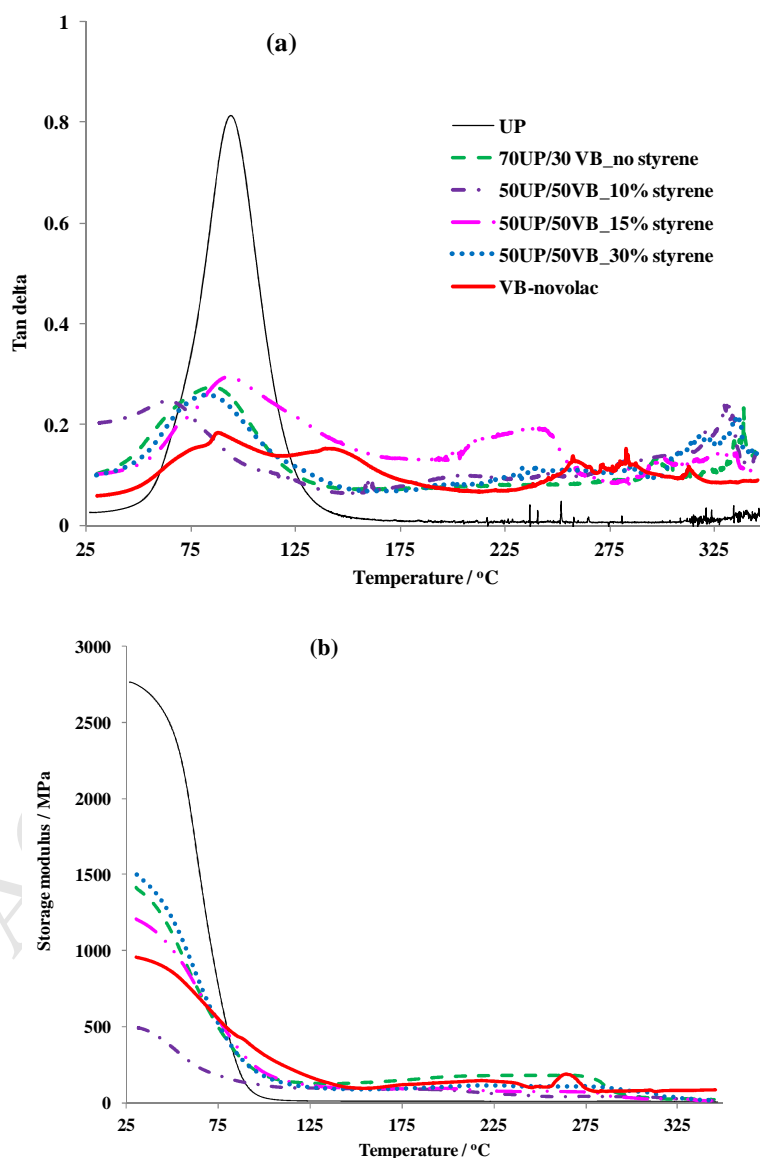 (a)
1
0.8
0.6
0.4
0.2
0
Tan delta
UP
70UP/30 VB_no styrene
50UP/50VB_10% styrene
50UP/50VB_15% styrene
50UP/50VB_30% styrene
VB-novolac
25 75 125 175 225 275 325
Temperature / ºC
(b)
3000
2500
2000
1500
1000
500
0
Storage modulus / MPa
25 75 125 175 225 275 325
Temperature / ºC